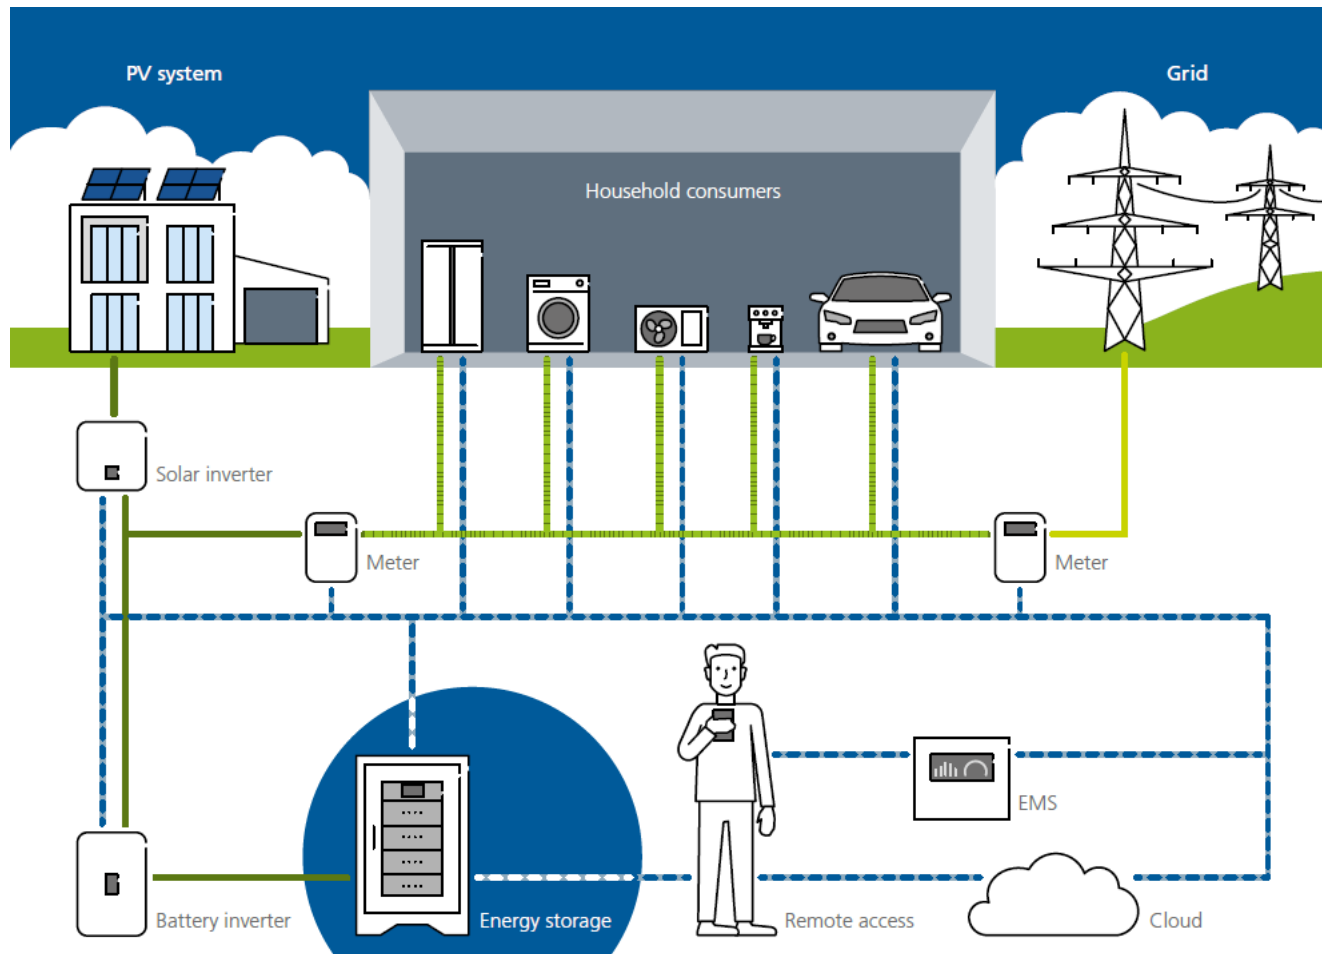 PV system
Grid
Household consumers
Solar inverter
Meter
Meter
EMS
Battery inverter
Energy storage
Remote access
Cloud